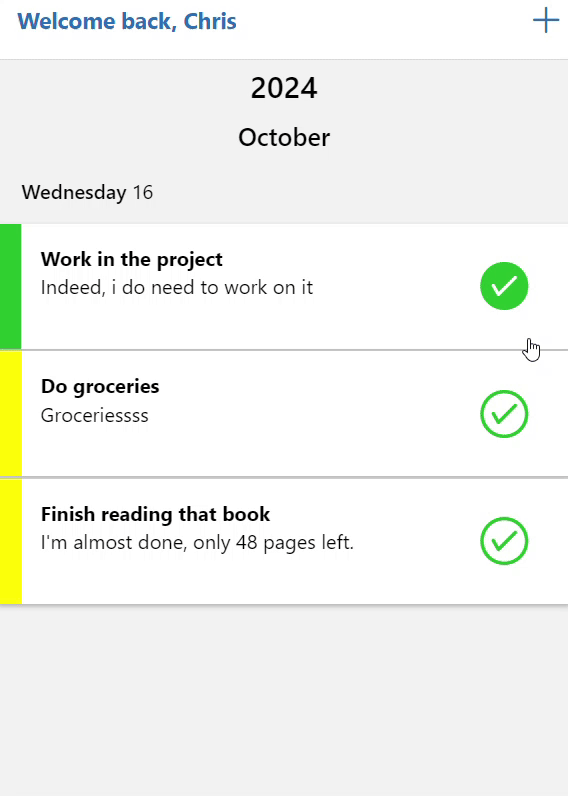 Welcome back, Chris
2024
October
Wednesday 16
Work in the project
Indeed, i do need to work on it
Do groceries
Groceriessss
Finish reading that book
I'm almost done, only 48 pages left.